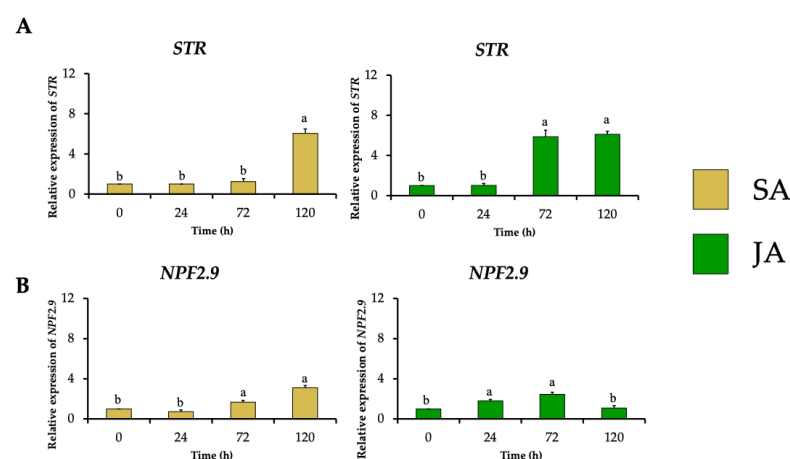 A
STR
STR
Relative expression of STR
12
8
4
0
b
b
b
a
0
24
72
120
Time (h)
Relative expression of STR
12
8
4
0
b
b
a
a
0
24
72
120
Time (h)
SA
JA
B
NPF2.9
NPF2.9
Relative expression of NPF2.9
12
8
4
0
b
b
a
a
0
24
72
120
Time (h)
Relative expression of NPF2.9
12
8
4
0
b
a
a
b
0
24
72
120
Time (h)